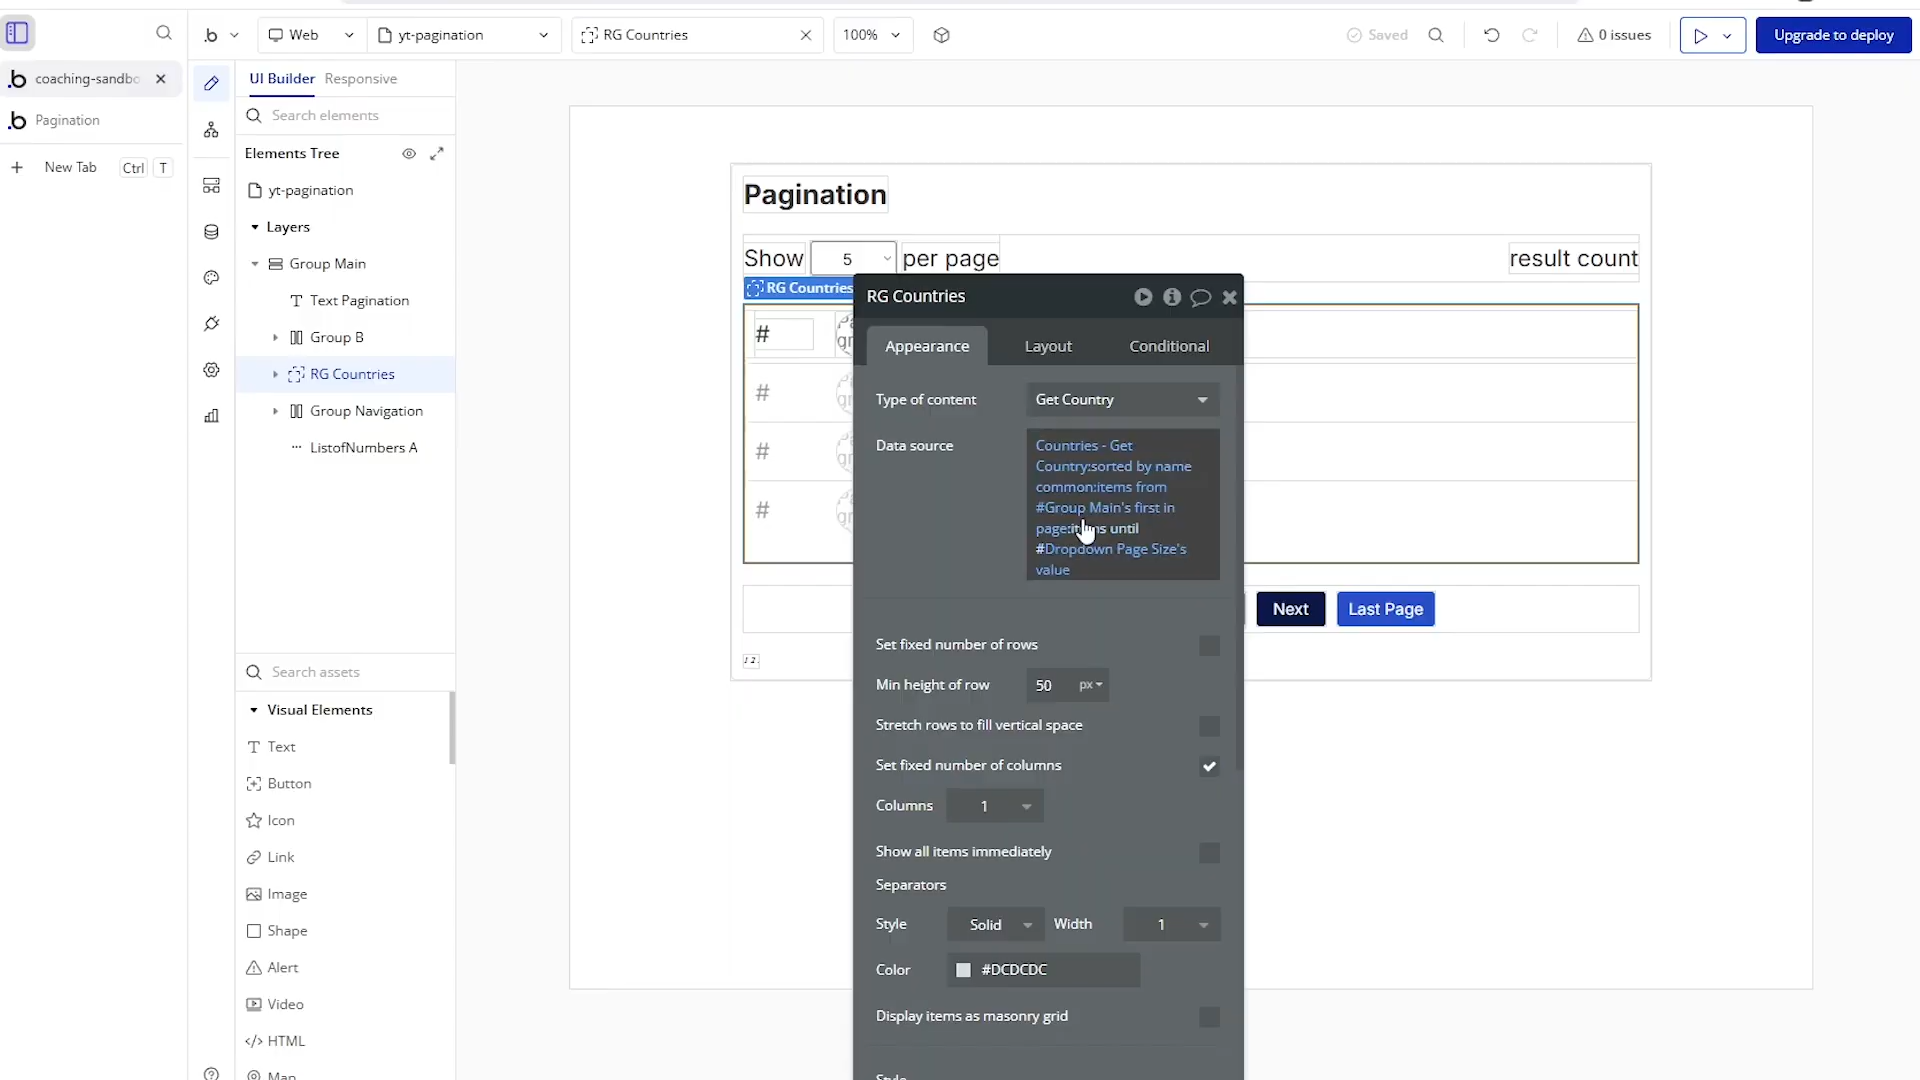 Web
yt-pagination
RG Countries
100%
Saved
0 issues
Upgrade to deploy
coaching-sandbo
Pagination
New Tab
Ctrl
T
UI Builder
Responsive
Search elements
Elements Tree
yt-pagination
Layers
Group Main
Text Pagination
Group B
RG Countries
Group Navigation
ListofNumbers A
Search assets
Visual Elements
Text
Button
Icon
Link
Image
Shape
Alert
Video
</> HTML
Map
Pagination
Show
5
per page
result count
RG Countries
#
#
#
#
Next
Last Page
RG Countries
Appearance
Layout
Conditional
Type of content
Get Country
Data source
Countries - Get
Country:sorted by name
common:items from
#Group Main's first in
page:items until
#Dropdown Page Size's
value
Set fixed number of rows
Min height of row
50
px
Stretch rows to fill vertical space
Set fixed number of columns
Columns
1
Show all items immediately
Separators
Style
Solid
Width
1
Color
#DCDCDC
Display items as masonry grid
Style